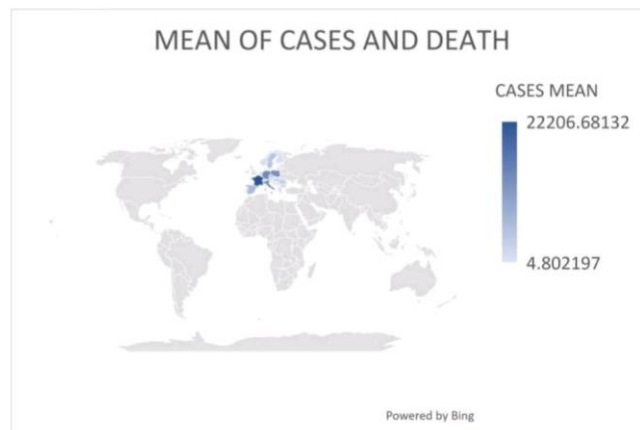 MEAN OF CASES AND DEATH
CASES MEAN
22206.68132
4.802197
Powered by Bing